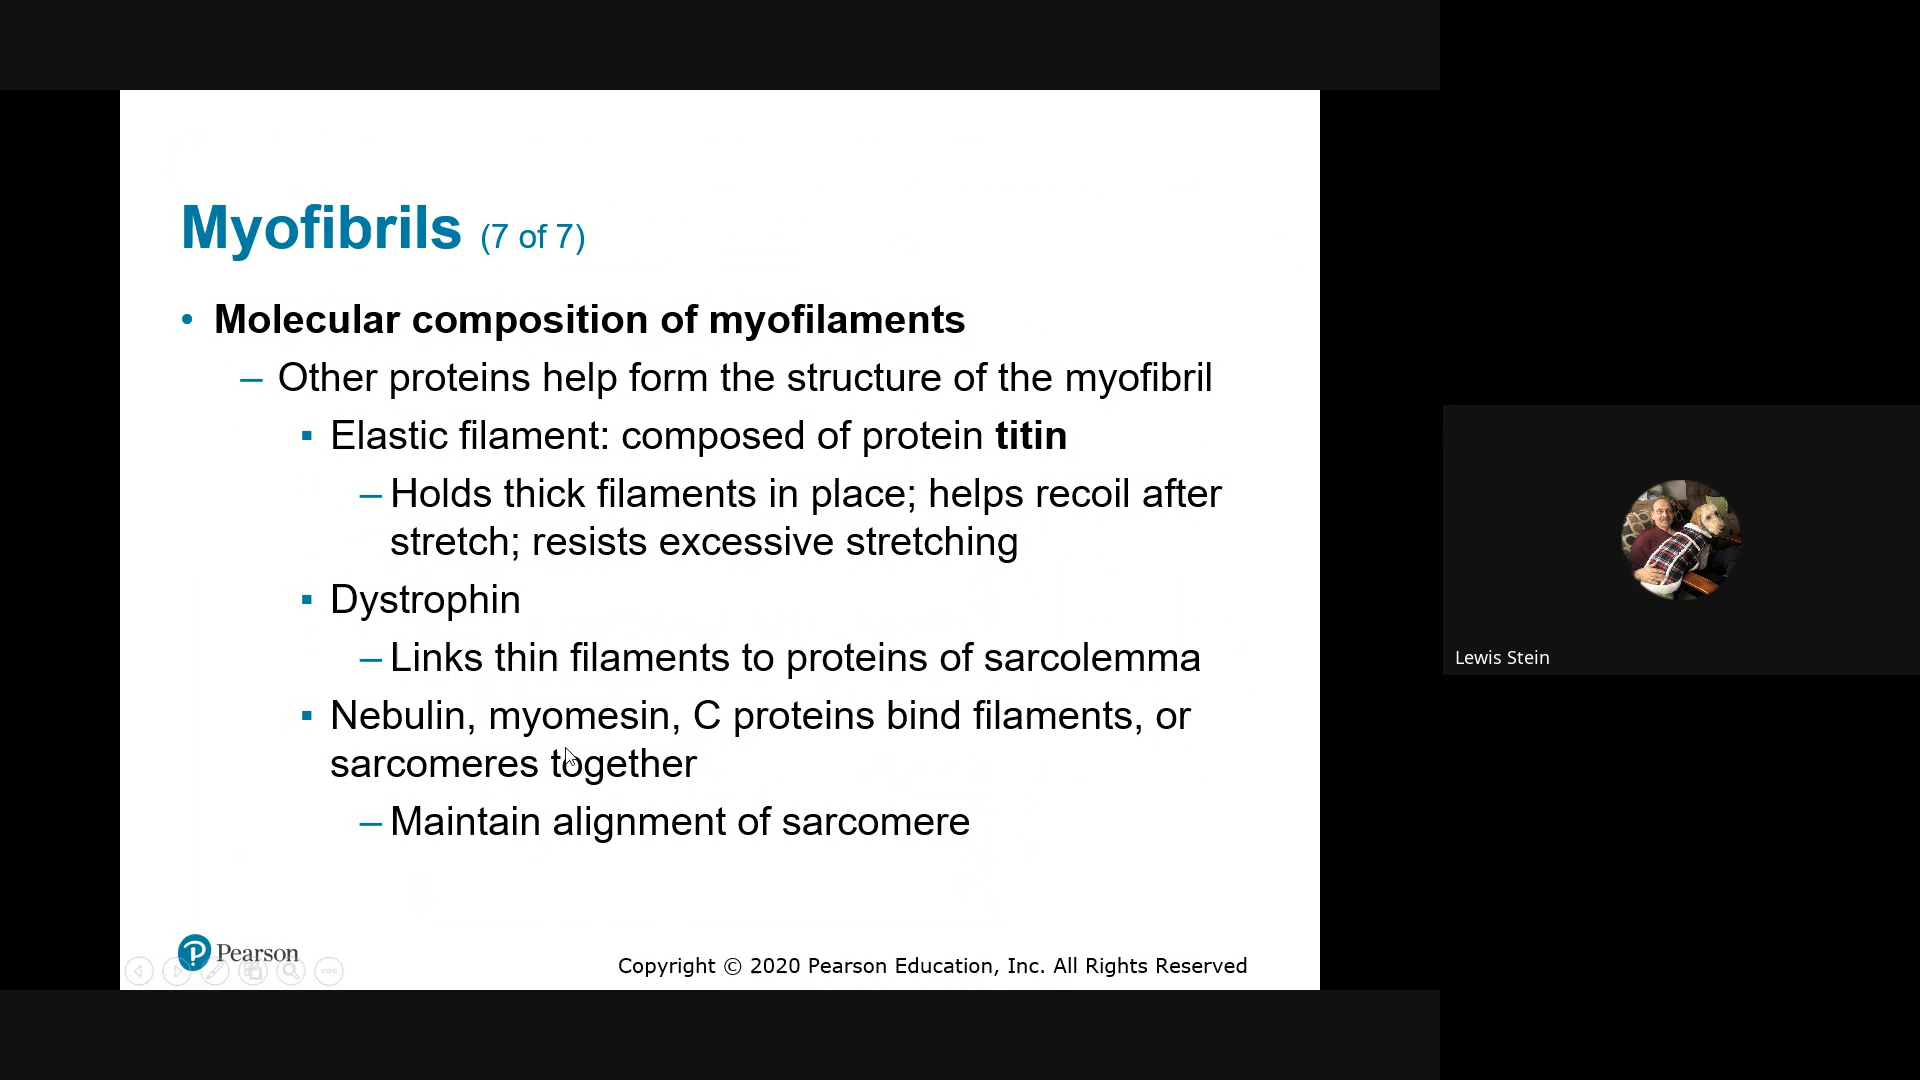 Myofibrils (7 of 7)
• Molecular composition of myofilaments
– Other proteins help form the structure of the myofibril
▪ Elastic filament: composed of protein titin
– Holds thick filaments in place; helps recoil after
stretch; resists excessive stretching
▪ Dystrophin
– Links thin filaments to proteins of sarcolemma
▪ Nebulin, myomesin, C proteins bind filaments, or
sarcomeres together
– Maintain alignment of sarcomere
Pearson
Copyright © 2020 Pearson Education, Inc. All Rights Reserved
Lewis Stein